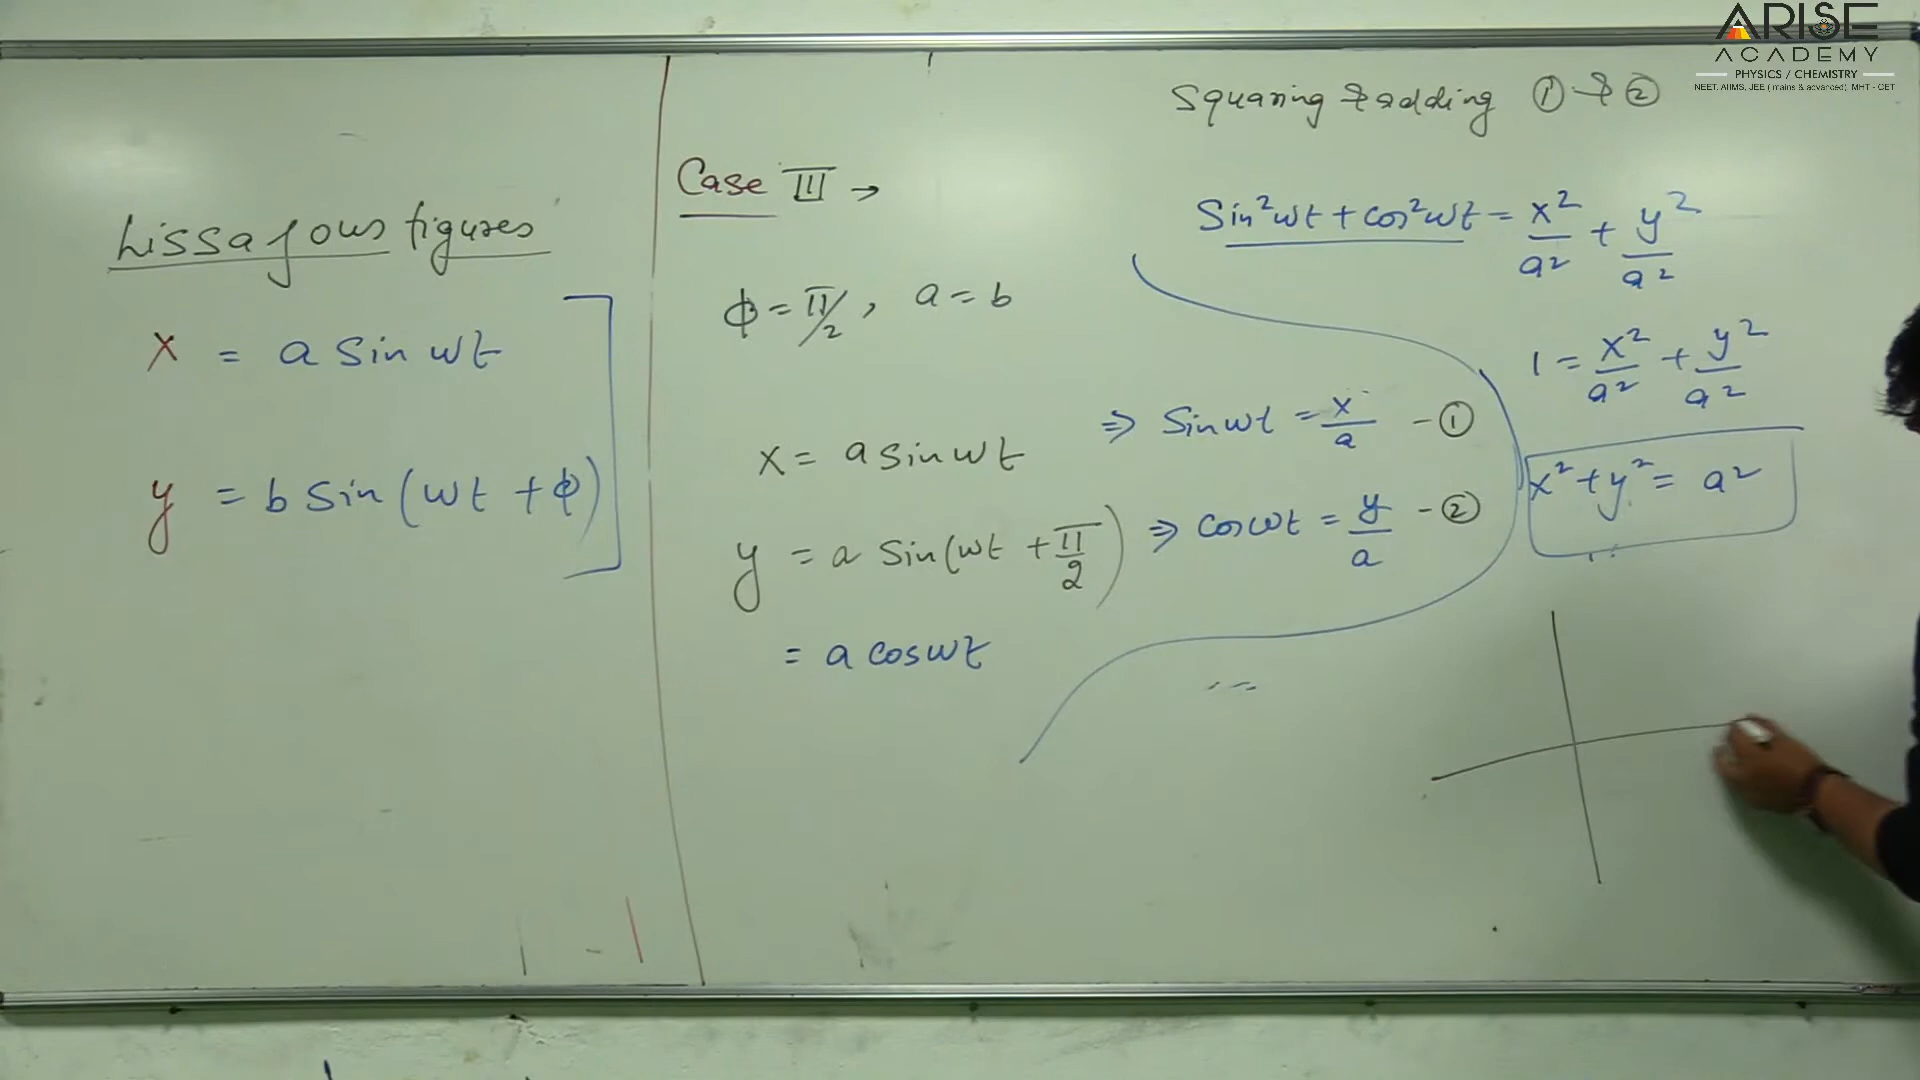 ARISE
ACADEMY
PHYSICS / CHEMISTRY
NEET, AIIMS, JEE (mains & advanced), MHT - CET
Lissajous figures
x = a sin ωt
y = b sin (ωt + φ)
Case III →
φ = π/2, a = b
x = a sin ωt ⇒ sin ωt = x/a - ①
y = a sin (ωt + π/2) ⇒ cos ωt = y/a - ②
= a cos ωt
Squaring & adding ① & ②
Sin²ωt + cos²ωt = x²/a² + y²/a²
1 = x²/a² + y²/a²
x² + y² = a²